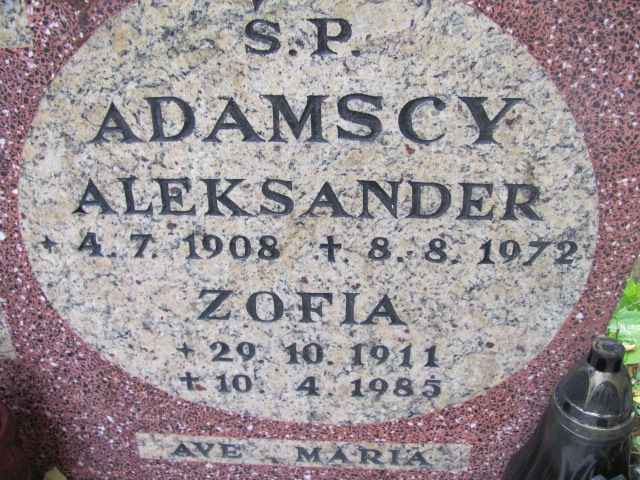 S.P.
ADAMSCY
ALEKSANDER
* 4. 7. 1908 ✝ 8. 8. 1972
ZOFIA
* 29. 10. 1911
✝ 10. 4. 1985
AVE MARIA